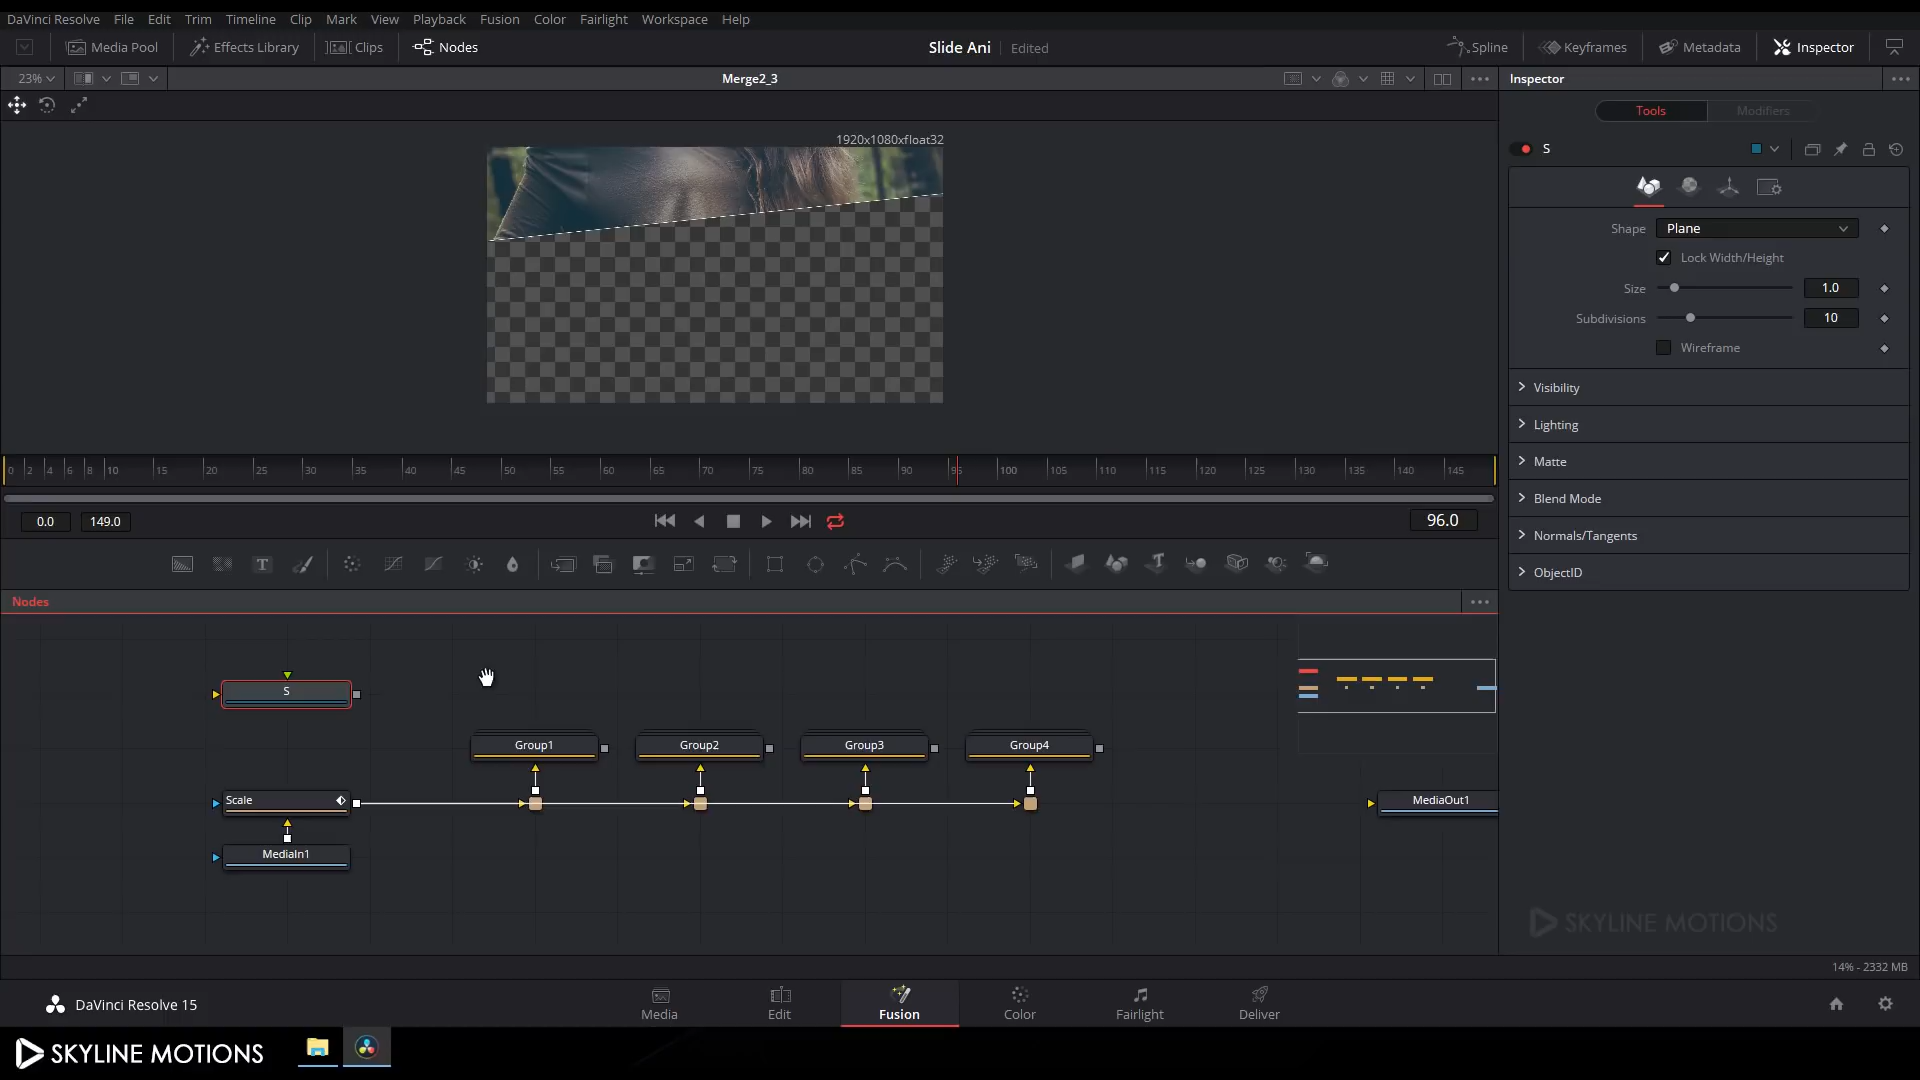 DaVinci Resolve File Edit Trim Timeline Clip Mark View Playback Fusion Color Fairlight Workspace Help
Media Pool Effects Library Clips Nodes Slide Ani Edited Spline Keyframes Metadata Inspector
23% Merge2_3 Inspector
Tools Modifiers
1920x1080xfloat32
S
Shape Plane
Lock Width/Height
Size 1.0
Subdivisions 10
Wireframe
Visibility
Lighting
Matte
Blend Mode
Normals/Tangents
ObjectID
0 2 4 6 8 10 15 20 25 30 35 40 45 50 55 60 65 70 75 80 85 90 95 100 105 110 115 120 125 130 135 140 145
0.0 149.0 96.0
Nodes
S
Group1 Group2 Group3 Group4
Scale MediaOut1
MediaIn1
SKYLINE MOTIONS
14% - 2332 MB
DaVinci Resolve 15 Media Edit Fusion Color Fairlight Deliver
SKYLINE MOTIONS